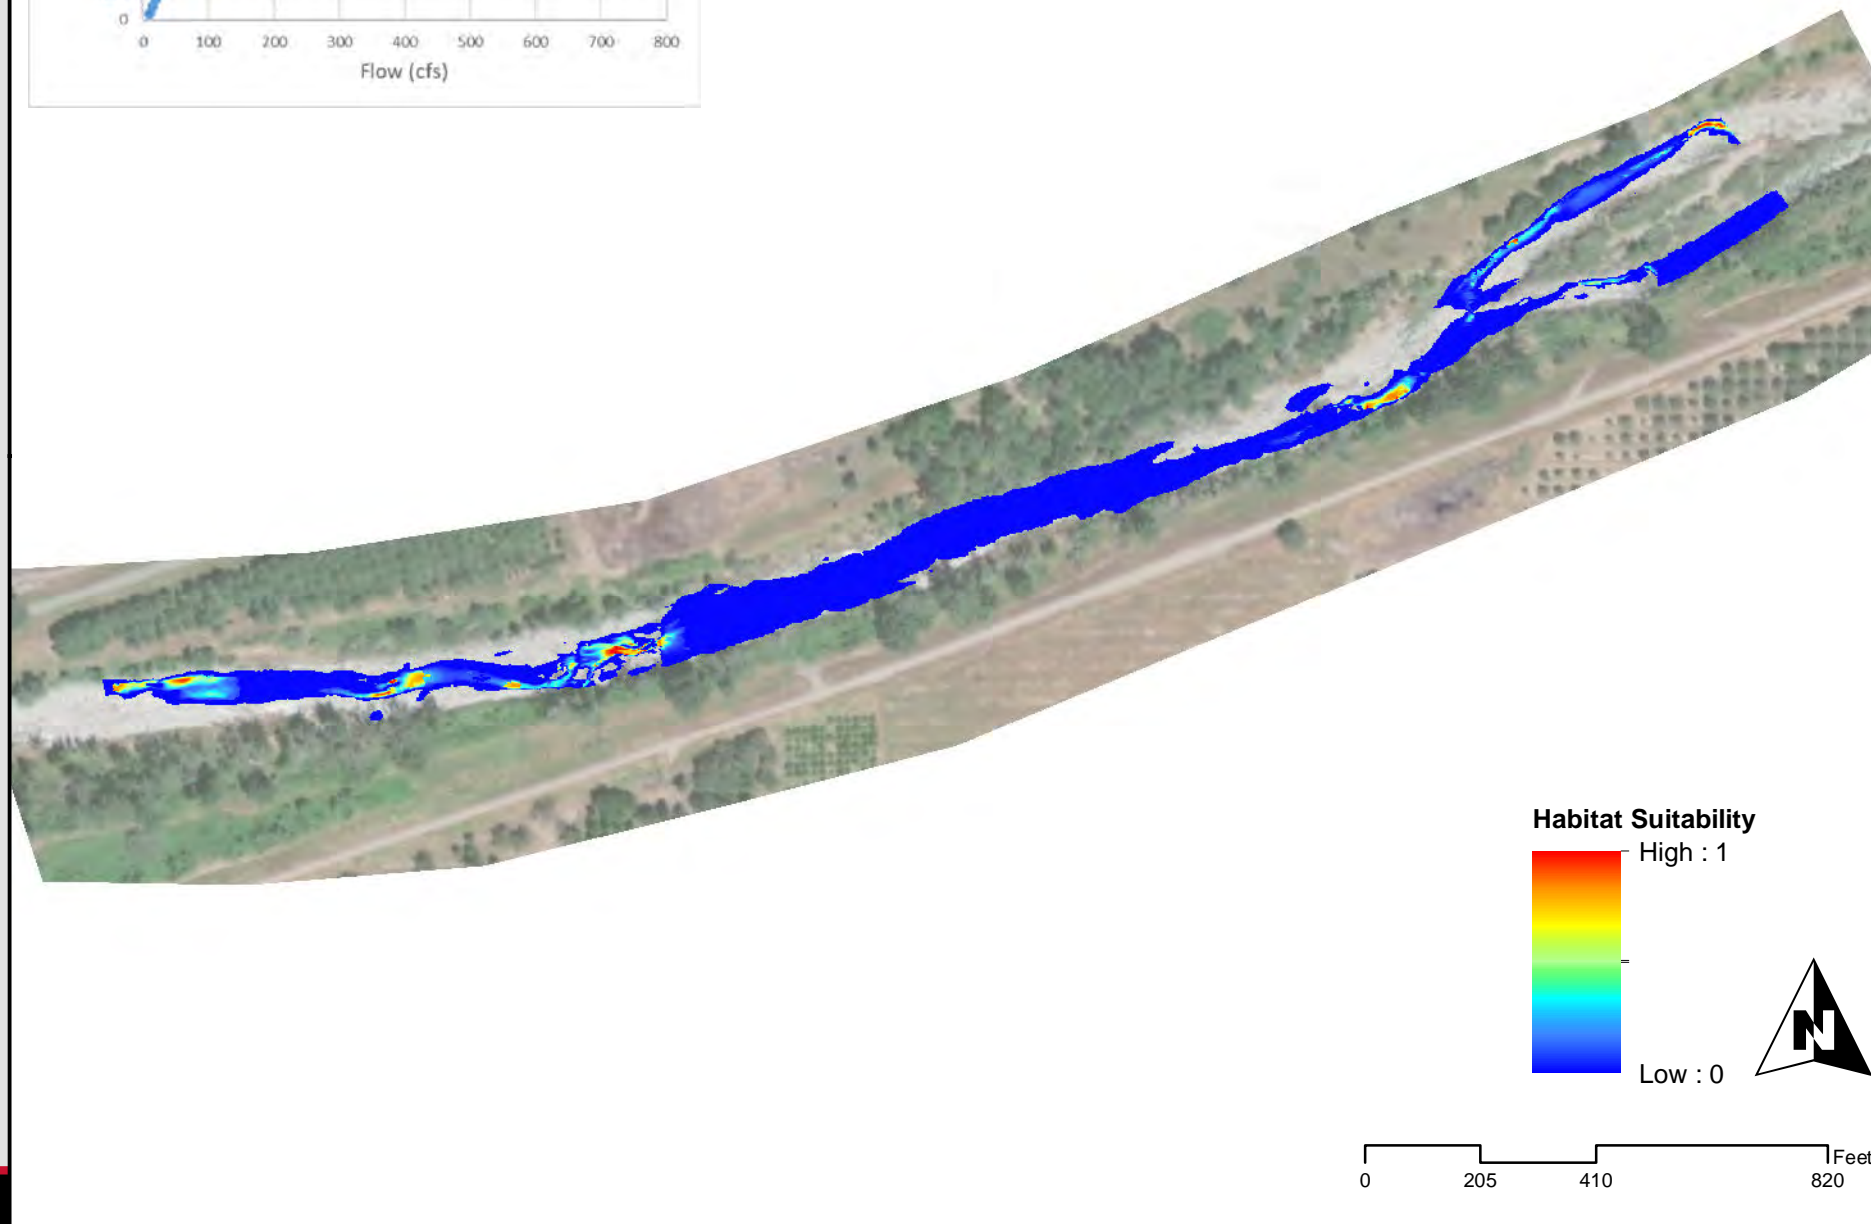 0
0 100 200 300 400 500 600 700 800
Flow (cfs)
Habitat Suitability
High : 1
Low : 0
N
Feet
0 205 410 820